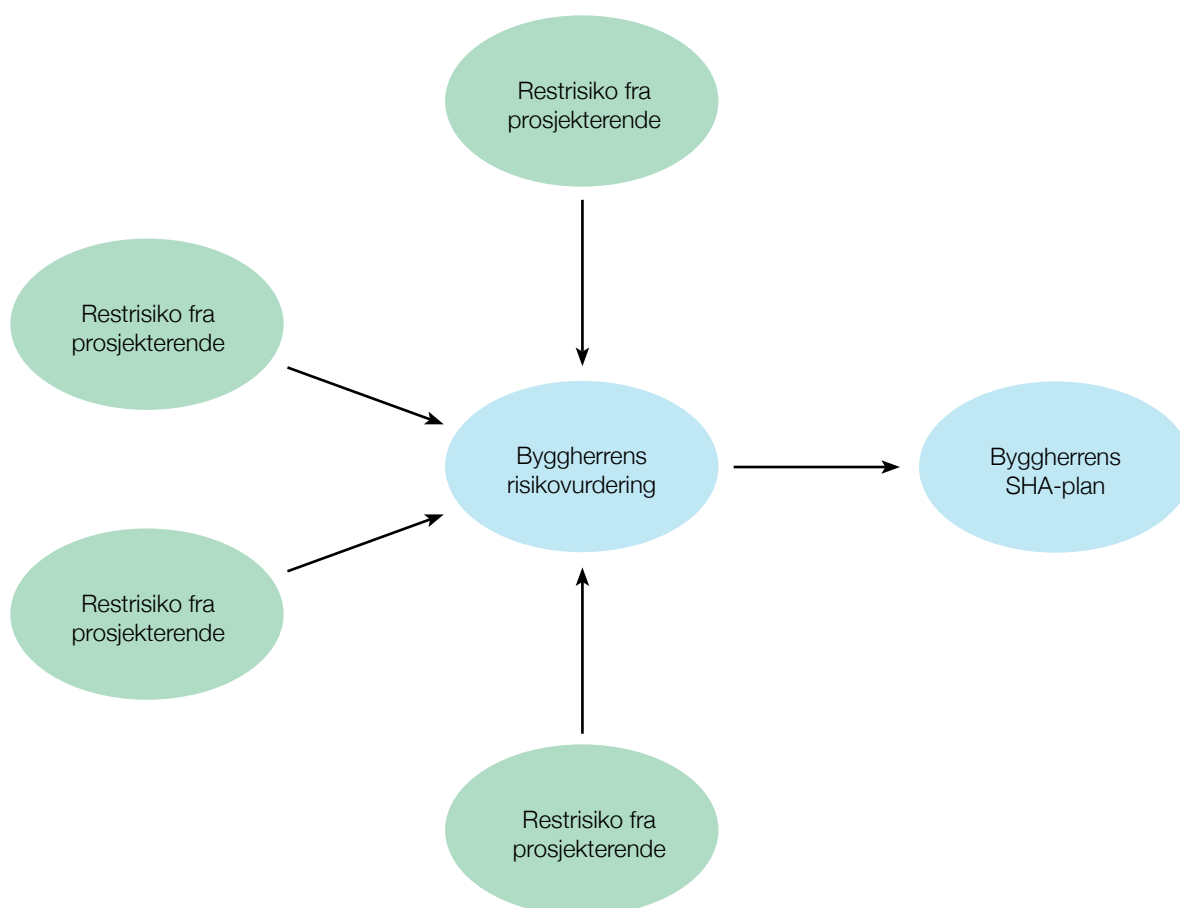 Restrisiko fra
prosjekterende
Restrisiko fra
prosjekterende
Byggherrens
risikovurdering
Byggherrens
SHA-plan
Restrisiko fra
prosjekterende
Restrisiko fra
prosjekterende